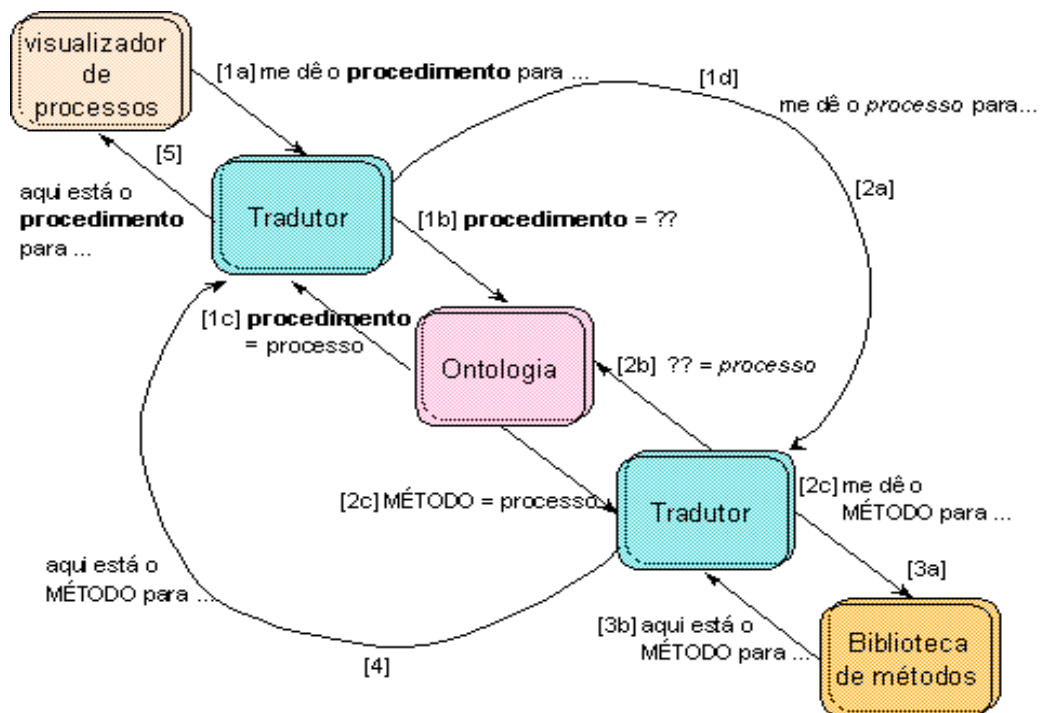 visualizador
de
processos
[1a] me dê o procedimento para ...
[1d]
me dê o processo para...
[5]
[2a]
aqui está o
procedimento
para ...
Tradutor
[1b] procedimento = ??
[1c] procedimento
= processo
Ontologia
[2b] ?? = processo
[2c] MÉTODO = processo
Tradutor
[2c] me dê o
MÉTODO para ...
aqui está o
MÉTODO para ...
[3a]
[3b] aqui está o
MÉTODO para ...
[4]
Biblioteca
de métodos